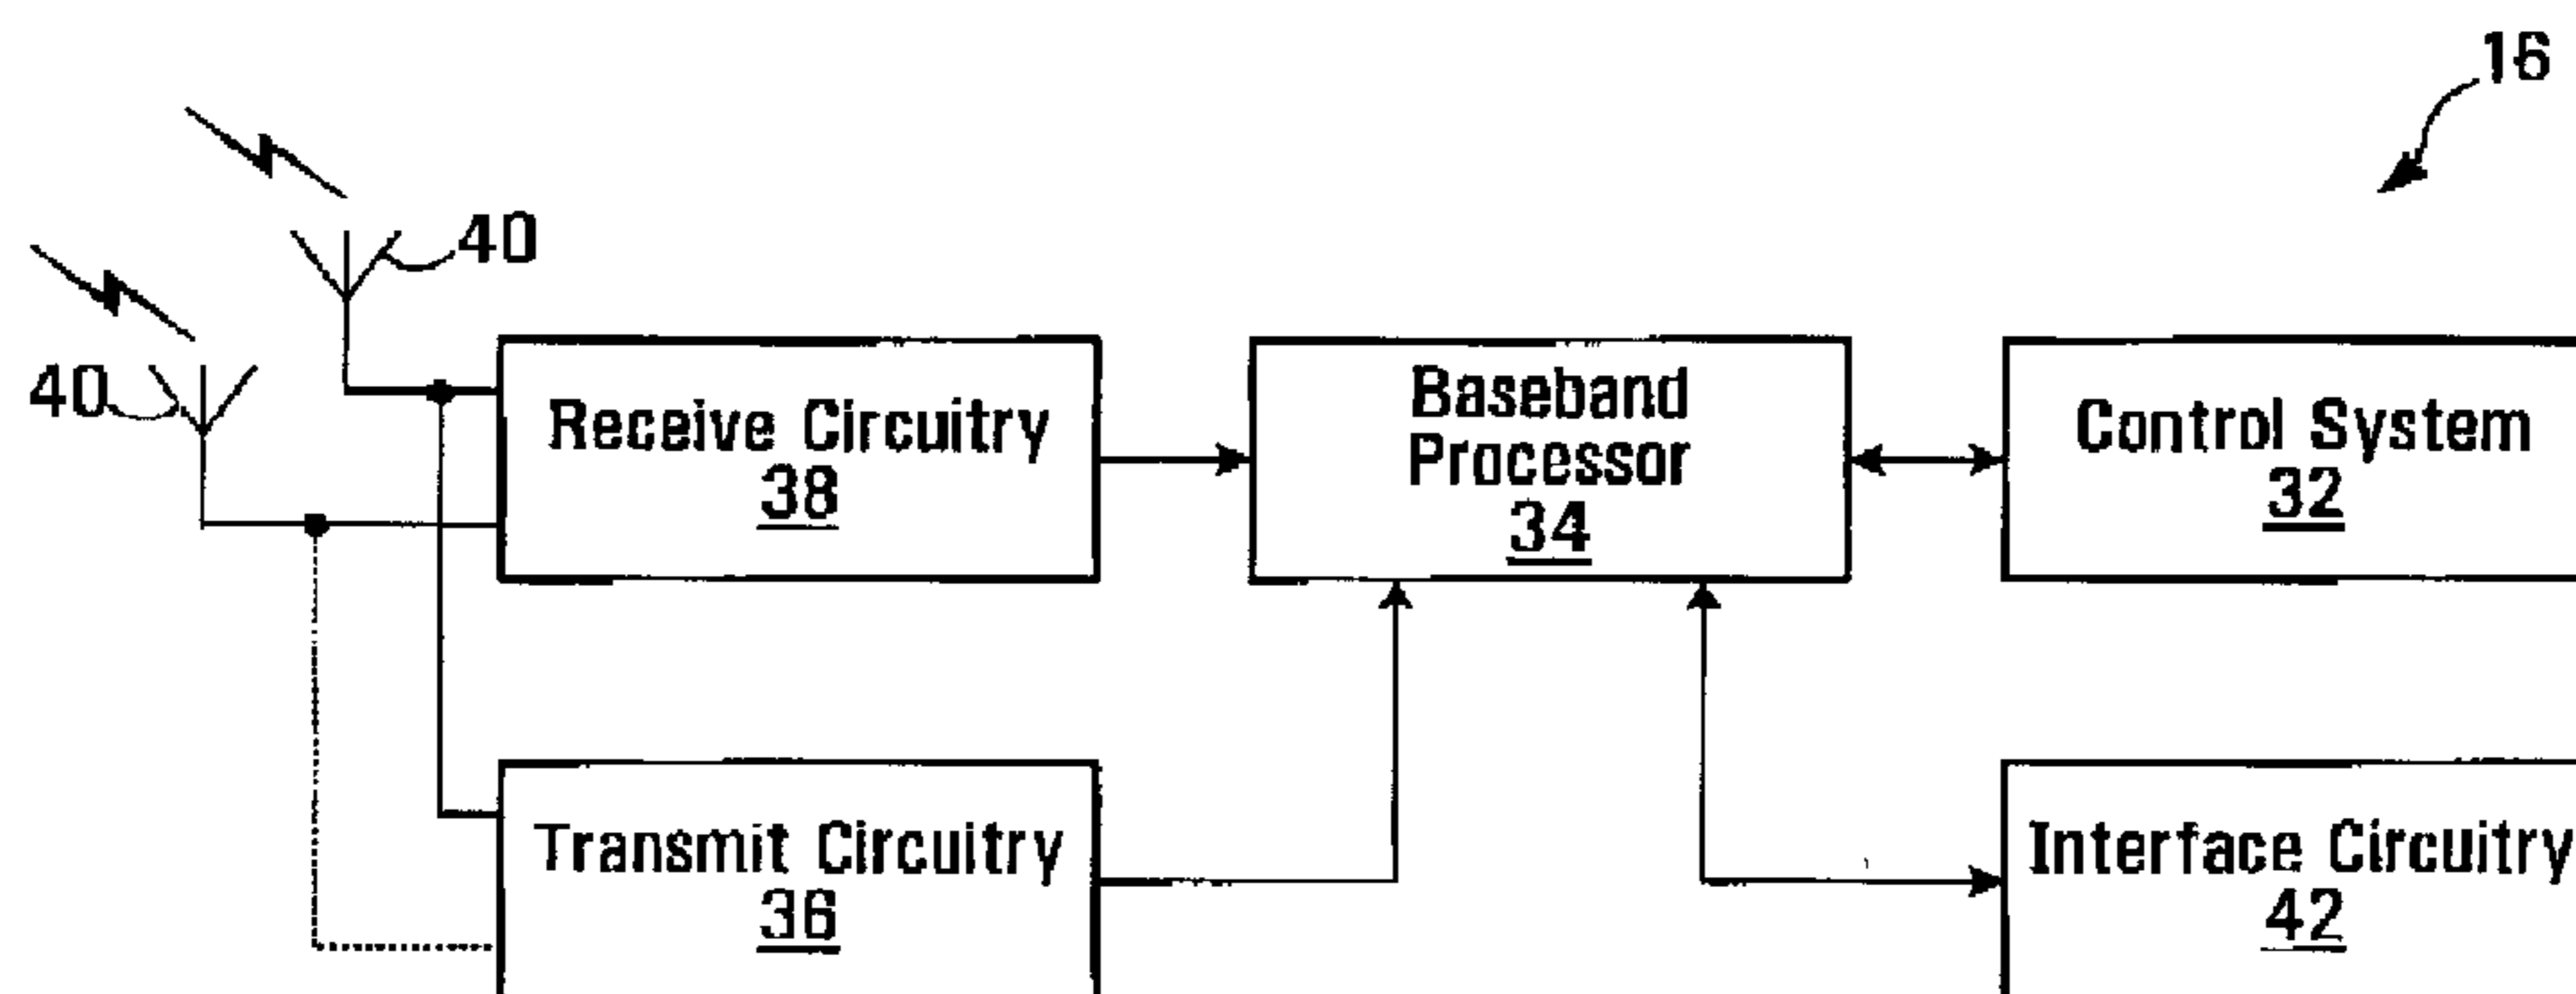 16
40
40
Receive Circuitry
38
Baseband
Processor
34
Control System
32
Transmit Circuitry
36
Interface Circuitry
42